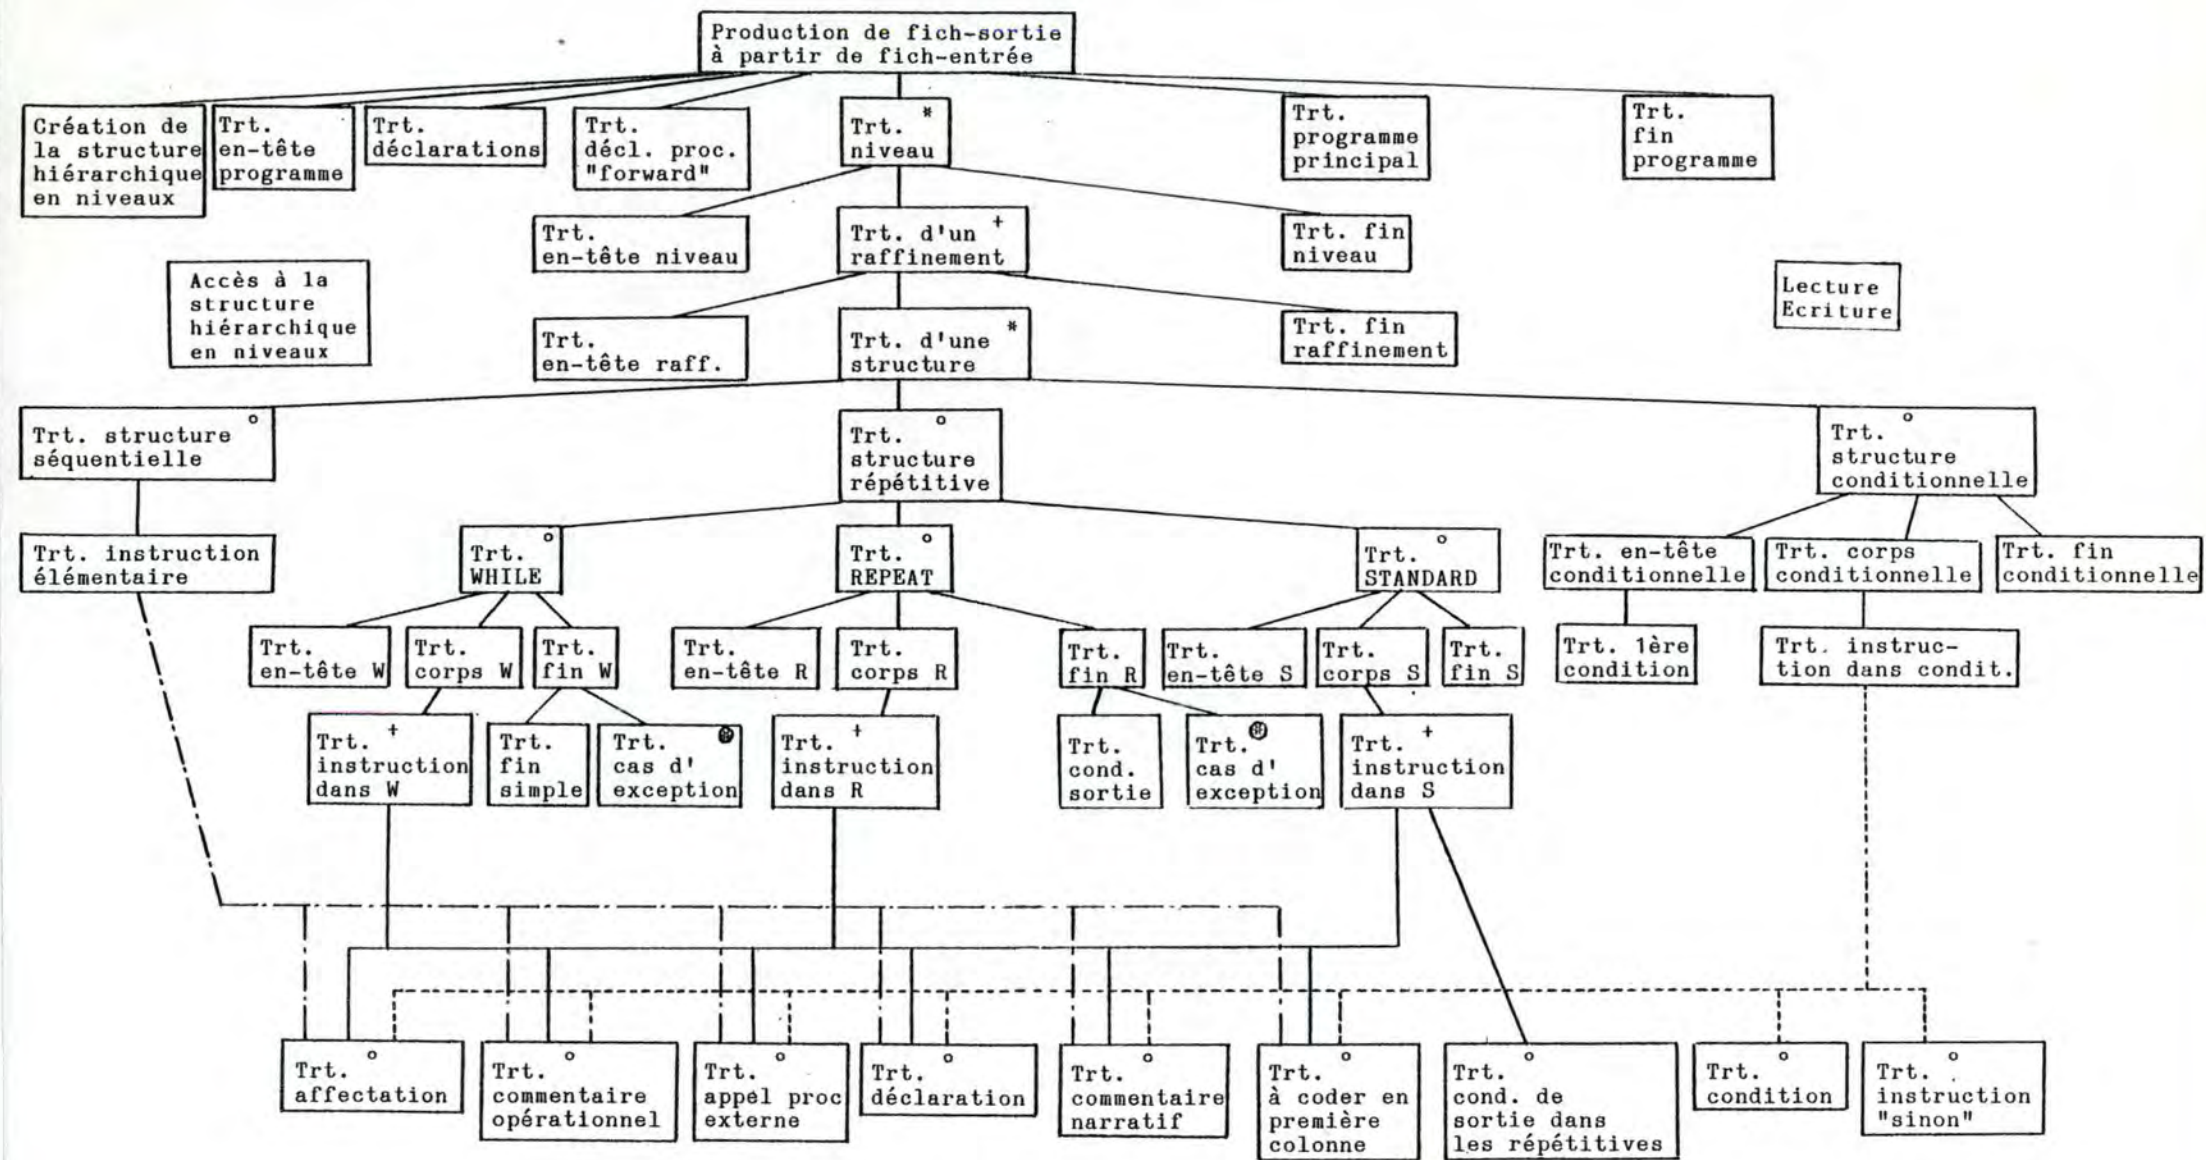 Production de fich-sortie
à partir de fich-entrée
Création de
la structure
hiérarchique
en niveaux
Trt.
en-tête
programme
Trt.
déclarations
Trt.
décl. proc.
"forward"
*
Trt.
niveau
Trt.
programme
principal
Trt.
fin
programme
Trt.
en-tête niveau
Trt. d'un +
raffinement
Trt. fin
niveau
Accès à la
structure
hiérarchique
en niveaux
Lecture
Ecriture
Trt.
en-tête raff.
Trt. d'une *
structure
Trt. fin
raffinement
Trt. structure o
séquentielle
o
Trt.
structure
répétitive
o
Trt.
structure
conditionnelle
Trt. instruction
élémentaire
Trt. o
WHILE
o
Trt.
REPEAT
o
Trt.
STANDARD
Trt. en-tête
conditionnelle
Trt. corps
conditionnelle
Trt. fin
conditionnelle
Trt.
en-tête W
Trt.
corps W
Trt.
fin W
Trt.
en-tête R
Trt.
corps R
Trt.
fin R
Trt.
en-tête S
Trt.
corps S
Trt.
fin S
Trt. 1ère
condition
Trt. instruc-
tion dans condit.
Trt. +
instruction
dans W
Trt.
fin
simple
Trt.
cas d'
exception
Trt. +
instruction
dans R
Trt.
cond.
sortie
Trt.
cas d'
exception
Trt. +
instruction
dans S
o
Trt.
affectation
o
Trt.
commentaire
opérationnel
o
Trt.
appel proc
externe
o
Trt.
déclaration
o
Trt.
commentaire
narratif
o
Trt.
à coder en
première
colonne
o
Trt.
cond. de
sortie dans
les répétitives
o
Trt.
condition
o
Trt.
instruction
"sinon"